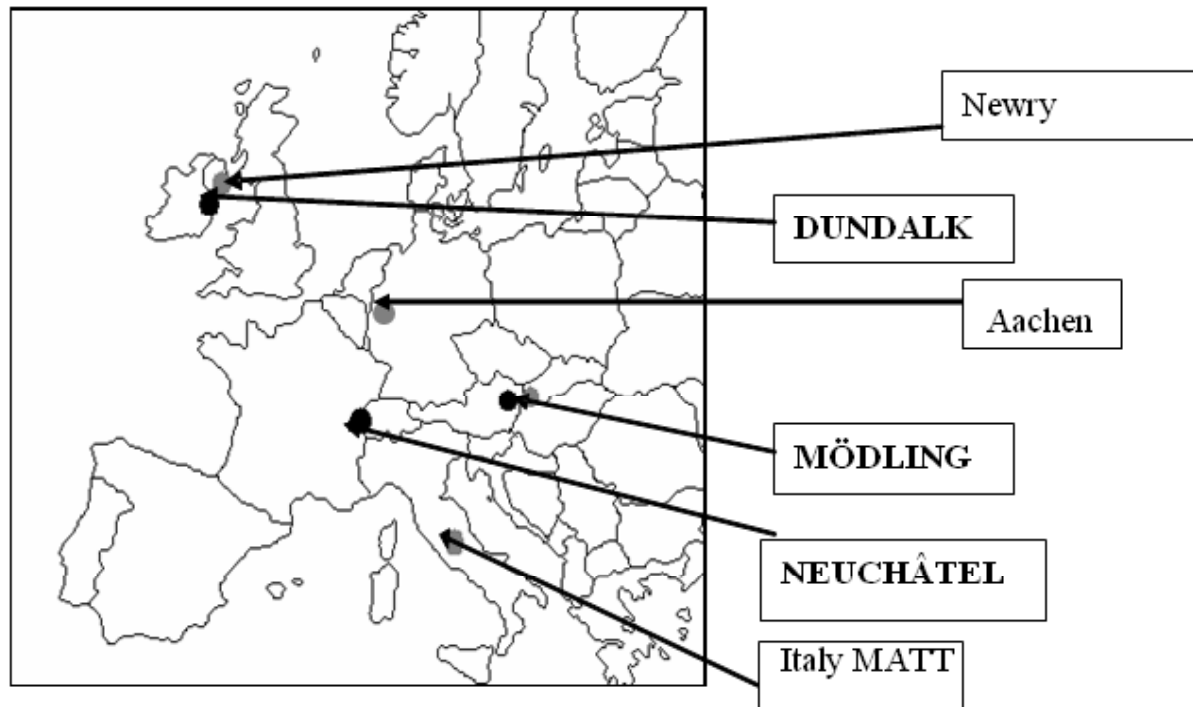 Newry
DUNDALK
Aachen
MÖDLING
NEUCHÂTEL
Italy MATT